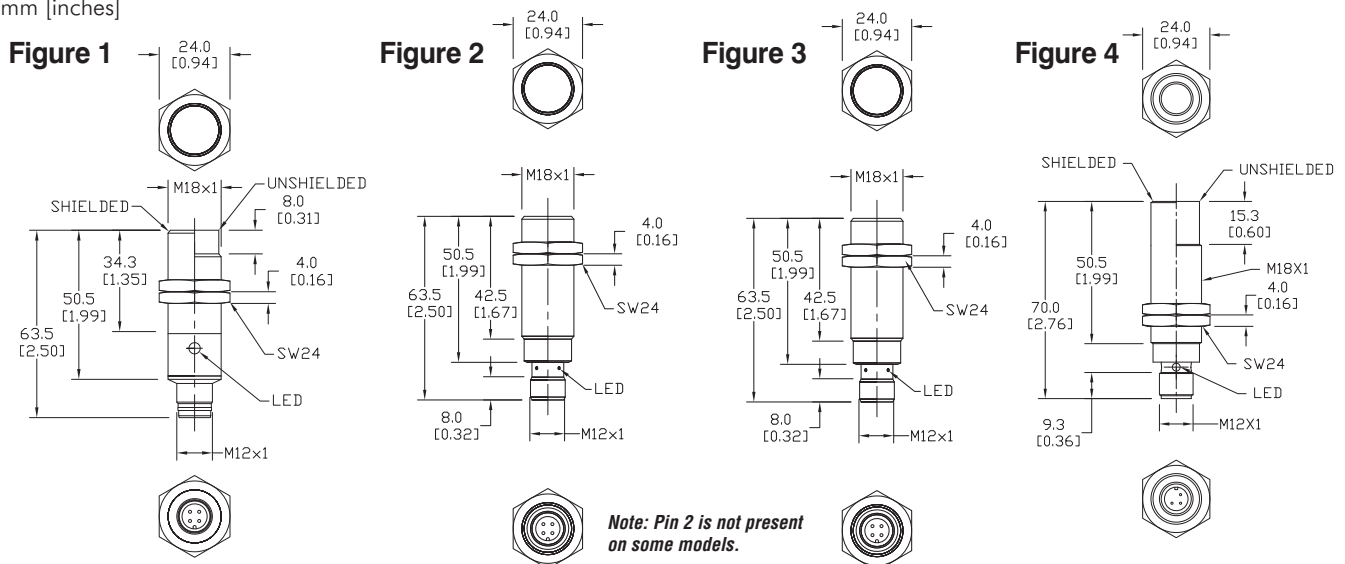 mm [inches]
Figure 1
24.0
[0.94]
M18x1
UNSHIELDED
SHIELDED
8.0
[0.31]
34.3
[1.35]
4.0
[0.16]
50.5
[1.99]
63.5
[2.50]
SW24
LED
M12x1
Figure 2
24.0
[0.94]
M18x1
4.0
[0.16]
50.5
[1.99]
63.5
[2.50]
42.5
[1.67]
SW24
LED
8.0
[0.32]
M12x1
Note: Pin 2 is not present
on some models.
Figure 3
24.0
[0.94]
M18x1
4.0
[0.16]
50.5
[1.99]
63.5
[2.50]
42.5
[1.67]
SW24
LED
8.0
[0.32]
M12x1
Figure 4
24.0
[0.94]
SHIELDED
UNSHIELDED
15.3
[0.60]
50.5
[1.99]
M18X1
4.0
[0.16]
70.0
[2.76]
SW24
LED
9.3
[0.36]
M12X1